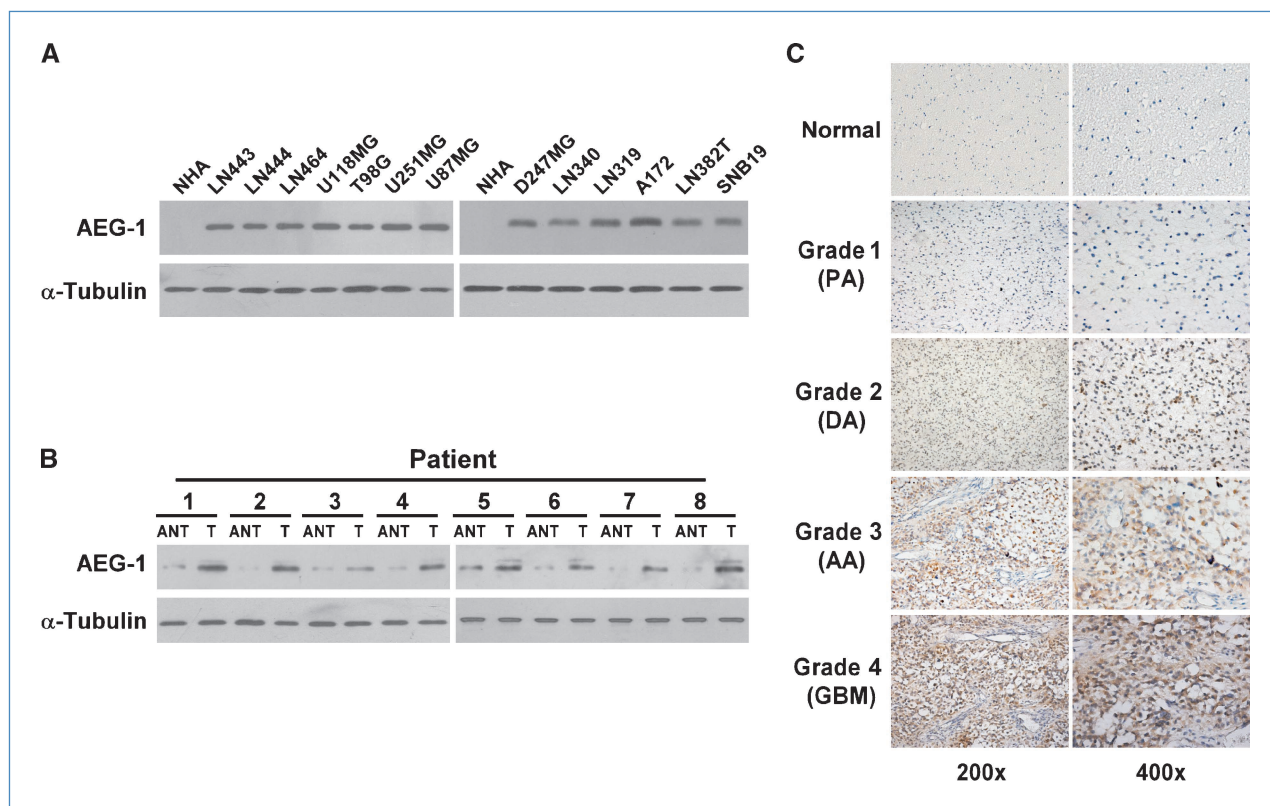 A
NHA LN443 LN444 LN464 U118MG T98G U251MG U87MG NHA D247MG LN340 LN319 A172 LN382T SNB19
AEG-1
α-Tubulin
B
Patient
1 2 3 4 5 6 7 8
ANT T ANT T ANT T ANT T ANT T ANT T ANT T ANT T
AEG-1
α-Tubulin
C
Normal
Grade 1
(PA)
Grade 2
(DA)
Grade 3
(AA)
Grade 4
(GBM)
200x 400x